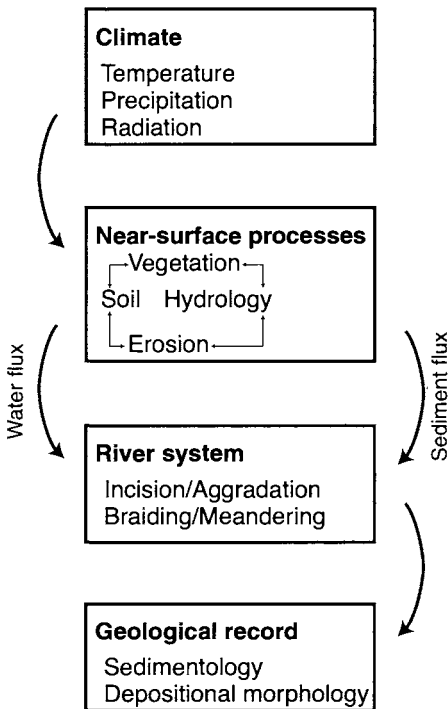 Climate
Temperature
Precipitation
Radiation
Near-surface processes
Vegetation
Soil Hydrology
Erosion
Water flux
Sediment flux
River system
Incision/Aggradation
Braiding/Meandering
Geological record
Sedimentology
Depositional morphology